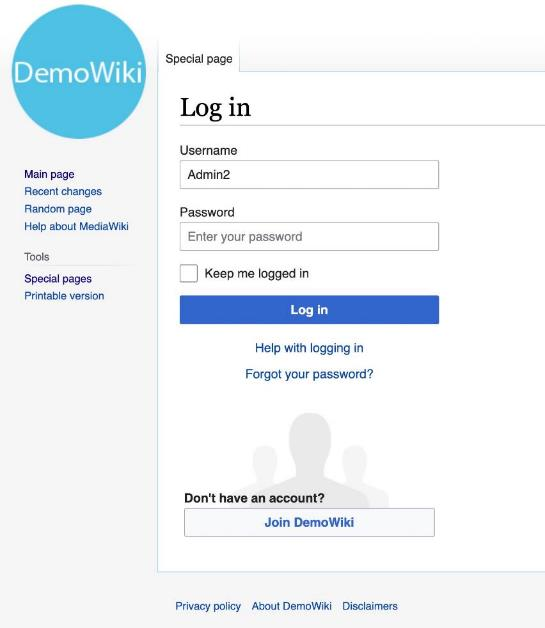 DemoWiki
Special page
Log in
Main page
Recent changes
Random page
Help about MediaWiki
Tools
Special pages
Printable version
Username
Admin2
Password
Enter your password
Keep me logged in
Log in
Help with logging in
Forgot your password?
Don't have an account?
Join DemoWiki
Privacy policy About DemoWiki Disclaimers